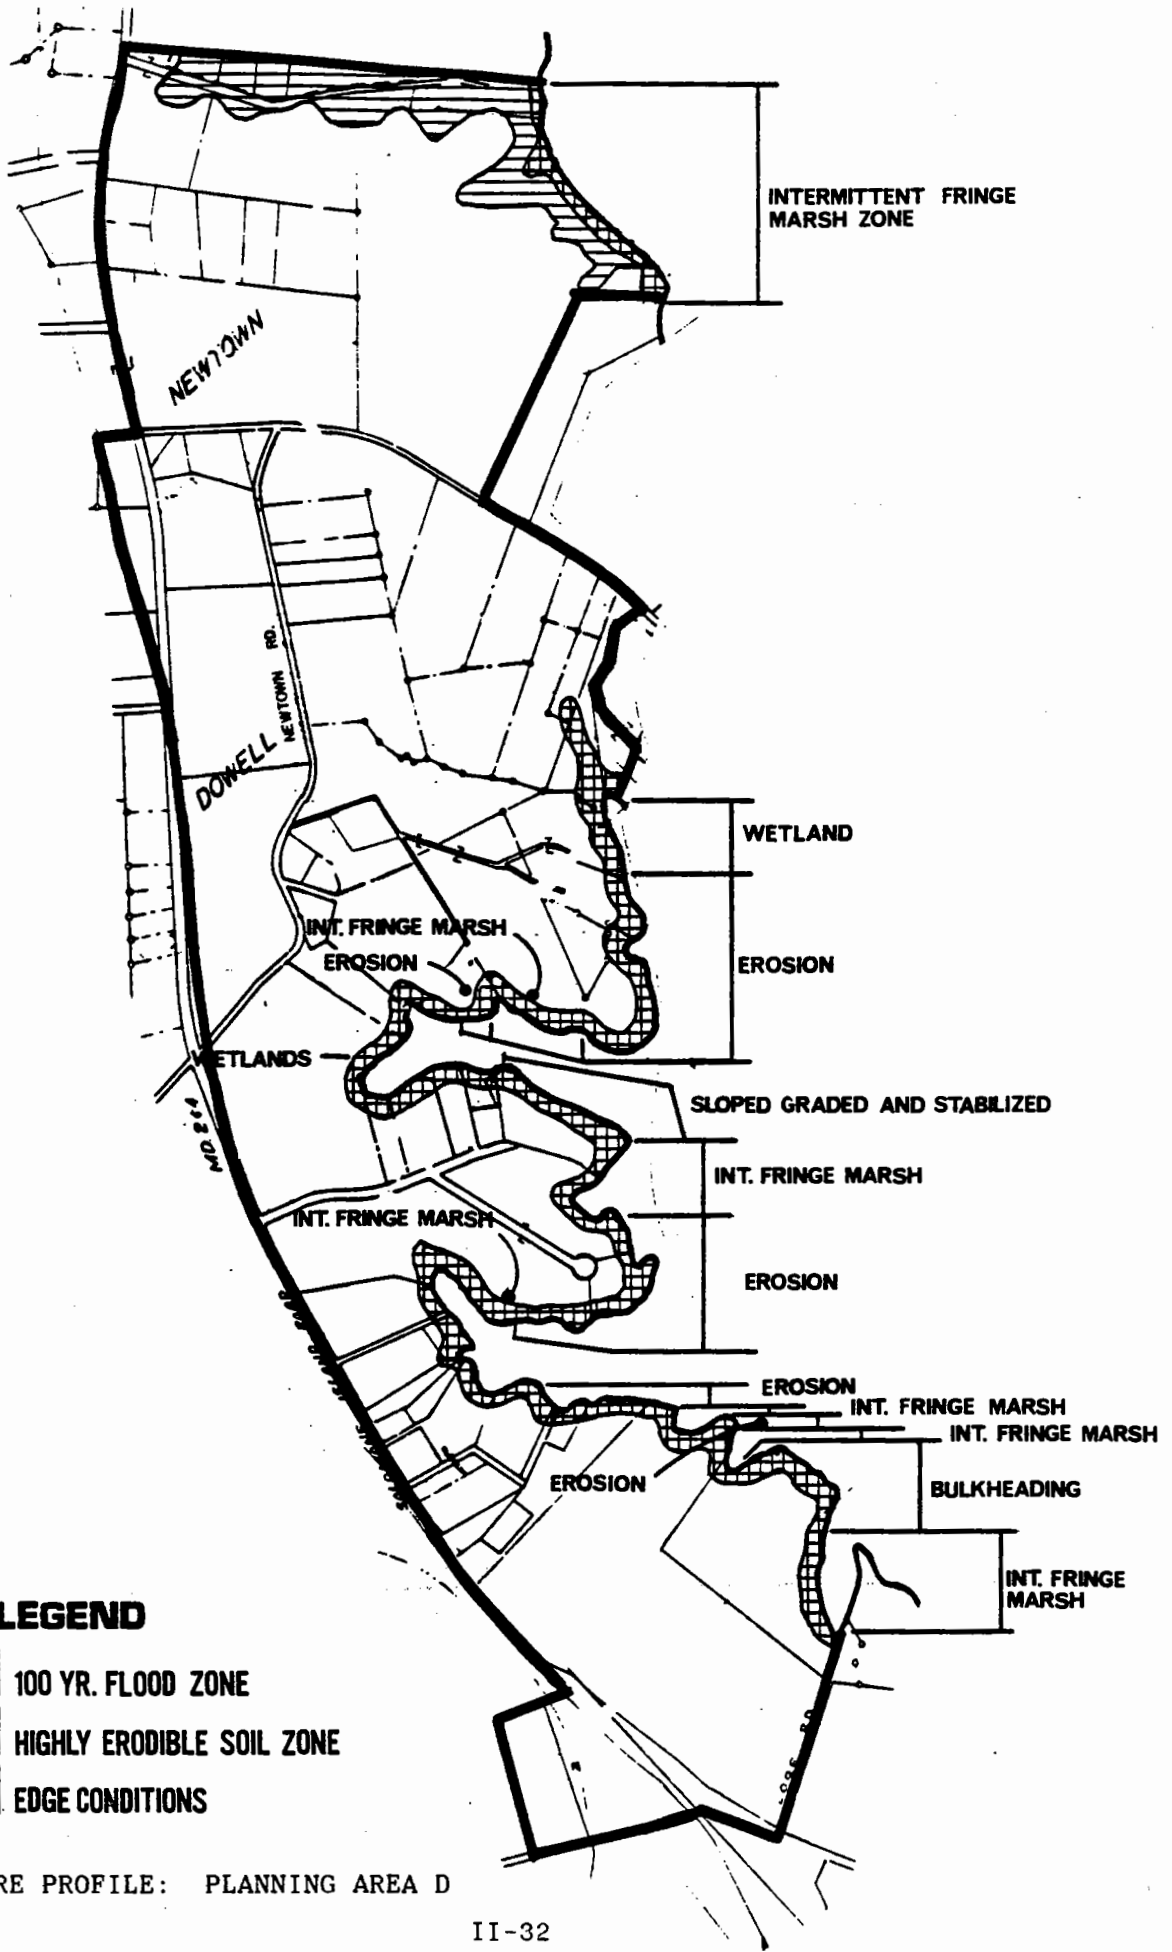 INTERMITTENT FRINGE
MARSH ZONE
NEWTOWN
NEWTOWN RD.
DOWELL
WETLAND
INT. FRINGE MARSH
EROSION
EROSION
WETLANDS
SLOPED GRADED AND STABILIZED
MD. 2 & 4
INT. FRINGE MARSH
INT. FRINGE MARSH
EROSION
EROSION
INT. FRINGE MARSH
INT. FRINGE MARSH
EROSION
BULKHEADING
INT. FRINGE
MARSH
LEGEND
100 YR. FLOOD ZONE
HIGHLY ERODIBLE SOIL ZONE
EDGE CONDITIONS
RE PROFILE: PLANNING AREA D
II-32